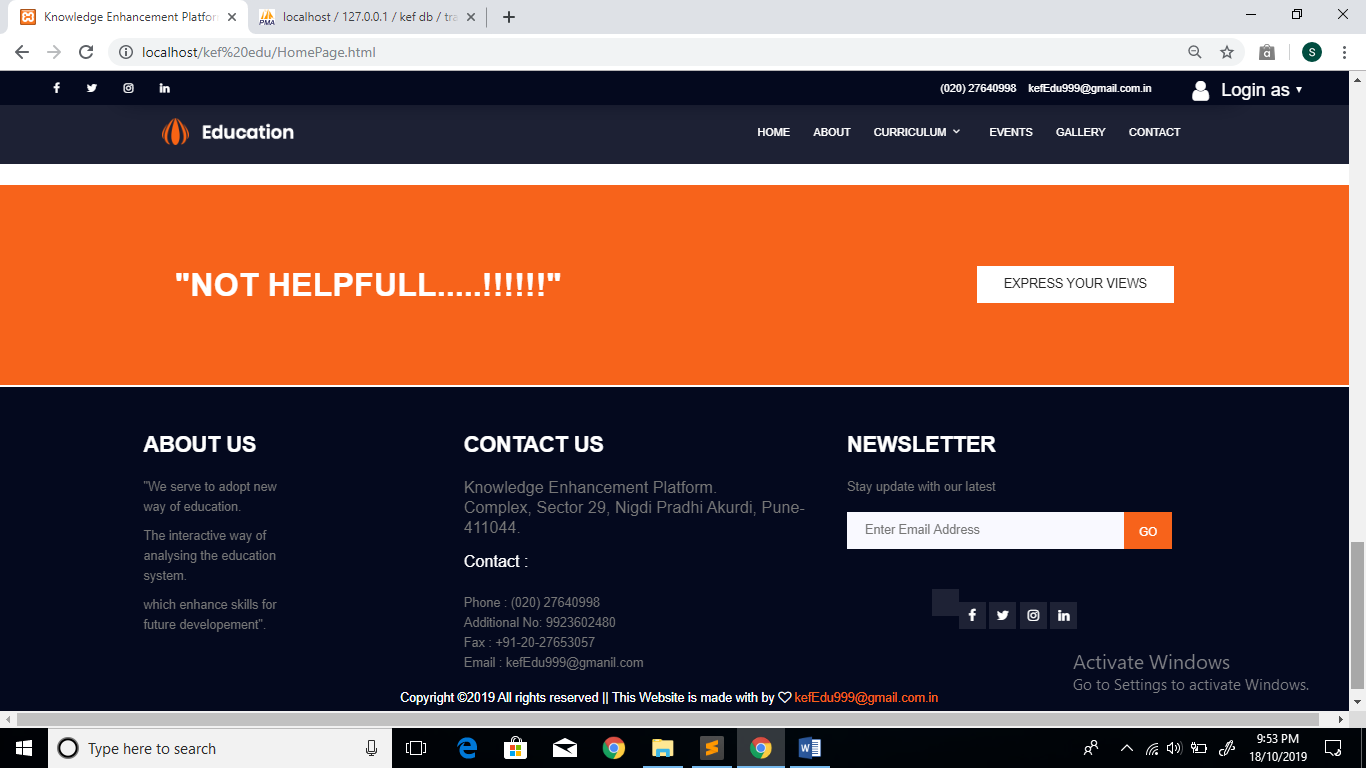 Knowledge Enhancement Platfor
localhost / 127.0.0.1 / kef db / tra
localhost/kef%20edu/HomePage.html
S
(020) 27640998 kefEdu999@gmail.com.in Login as
Education
HOME ABOUT CURRICULUM EVENTS GALLERY CONTACT
"NOT HELPFULL.....!!!!!!"
EXPRESS YOUR VIEWS
ABOUT US
"We serve to adopt new
way of education.
The interactive way of
analysing the education
system.
which enhance skills for
future developement".
CONTACT US
Knowledge Enhancement Platform.
Complex, Sector 29, Nigdi Pradhi Akurdi, Pune-
411044.
Contact :
Phone : (020) 27640998
Additional No: 9923602480
Fax : +91-20-27653057
Email : kefEdu999@gmanil.com
NEWSLETTER
Stay update with our latest
Enter Email Address
GO
Activate Windows
Go to Settings to activate Windows.
Copyright ©2019 All rights reserved || This Website is made with by kefEdu999@gmail.com.in
Type here to search
9:53 PM
18/10/2019